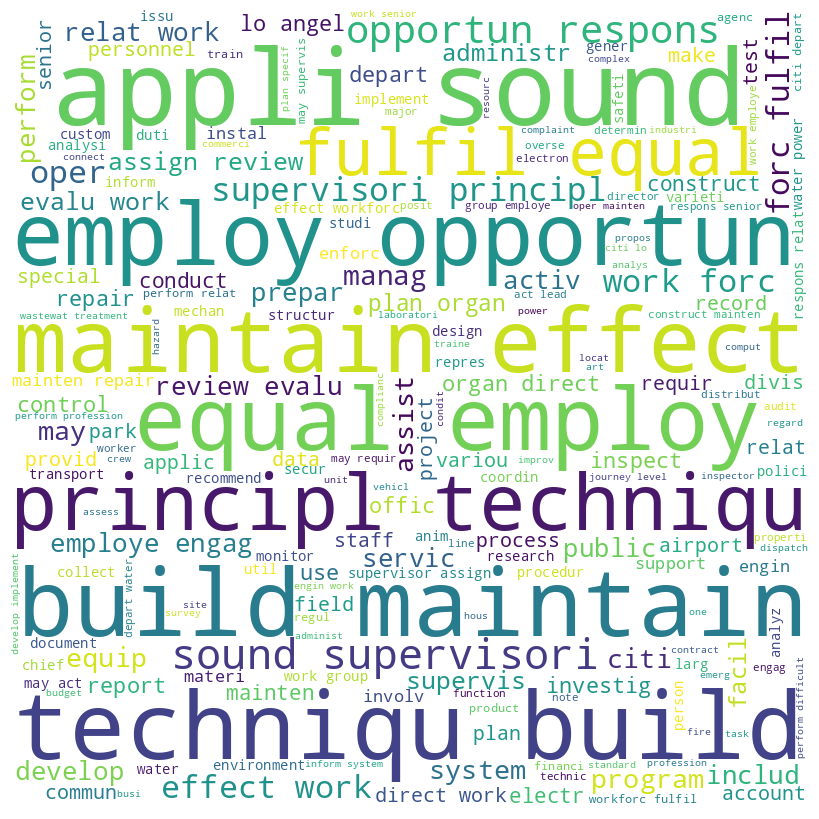 work senior
issu
relat work
lo angel
opportun respons
agenc
personnel
train
administr
gener
complex
make
senior
perform
appli sound
plan specif
may supervis
depart
implement
major
resourc
safeti
test
forc fulfil
citi depart
custom
duti
instal
analysi
connect
commerci
fulfil equal
complaint
determin
industri
overse
electron
work employe
water power
assign review
oper
inform
supervisori principl
construct
evalu work
effect workforc
posit
group employe
oper mainten
director
varieti
respons senior
respons relat
studi
employ opportun
enforc
citi lo
propos
analys
special
conduct
manag
activ
work forc
repair
perform relat
prepar
act lead
plan organ
record
construct mainten
wastewat treatment
mechan
structur
laboratori
power
design
hazard
maintain effect
traine
comput
repres
locat
art
mainten repair
review evalu
complianc
assist
organ direct
requir
divis
perform profession
control
distribut
audit
condit
regard
equal employ
may
park
project
worker
crew
relat
provid
applic
data
may requir
variou
improv
inspect
transport
recommend
secur
unit
vehicl
coordin
journey level
inspector
polici
principl techniqu
offic
assess
employe engag
staff
anim
line
process
public
airport
properti
dispatch
monitor
servic
research
support
engin
develop implement
collect
util
use
supervisor assign
procedur
depart water
build maintain
engin work
survey
site
field
regul
hous
one
analyz
document
administ
sound supervisori
citi
contract
chief
equip
materi
work group
supervis
larg
emerg
engag
facil
perform difficult
may act
budget
report
mainten
involv
function
investig
person
product
note
plan
fire
task
techniqu build
water
environment
inform system
system
financi
standard
profession
develop
technic
program
includ
commun
busi
effect work
direct work
electr
workforc fulfil
account